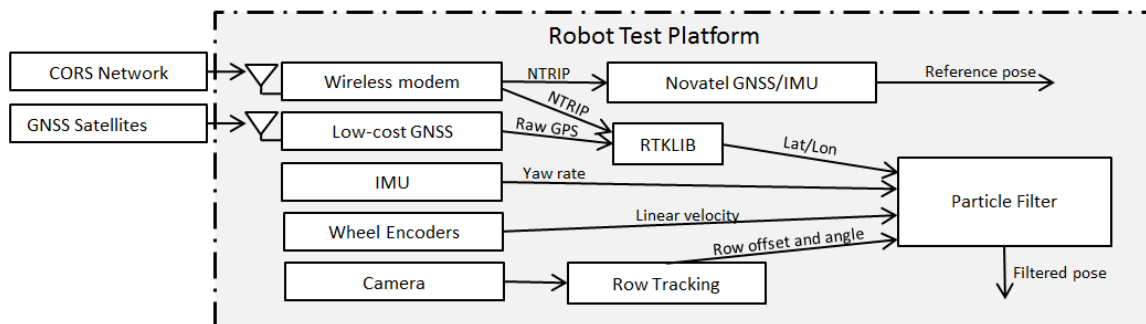 Robot Test Platform
CORS Network
Wireless modem
NTRIP
Novatel GNSS/IMU
Reference pose
NTRIP
GNSS Satellites
Low-cost GNSS
Raw GPS
RTKLIB
Lat/Lon
IMU
Yaw rate
Particle Filter
Wheel Encoders
Linear velocity
Row offset and angle
Camera
Row Tracking
Filtered pose